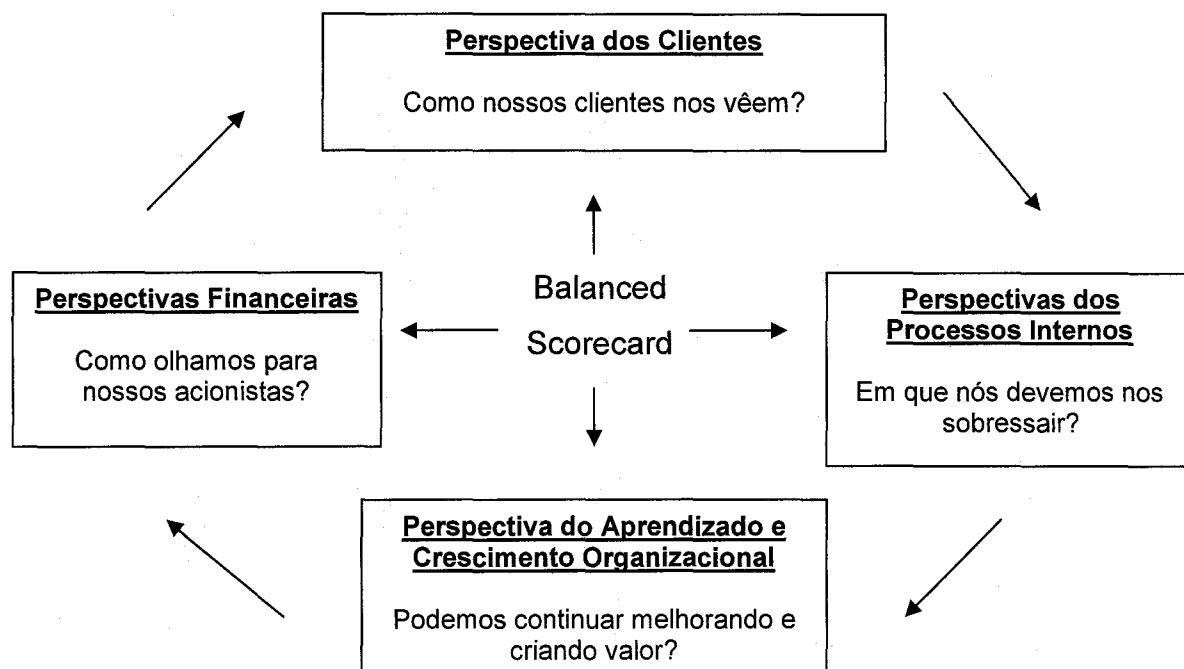 Perspectiva dos Clientes
Como nossos clientes nos vêem?
Perspectivas Financeiras
Como olhamos para
nossos acionistas?
Balanced
Scorecard
Perspectivas dos
Processos Internos
Em que nós devemos nos
sobressair?
Perspectiva do Aprendizado e
Crescimento Organizacional
Podemos continuar melhorando e
criando valor?